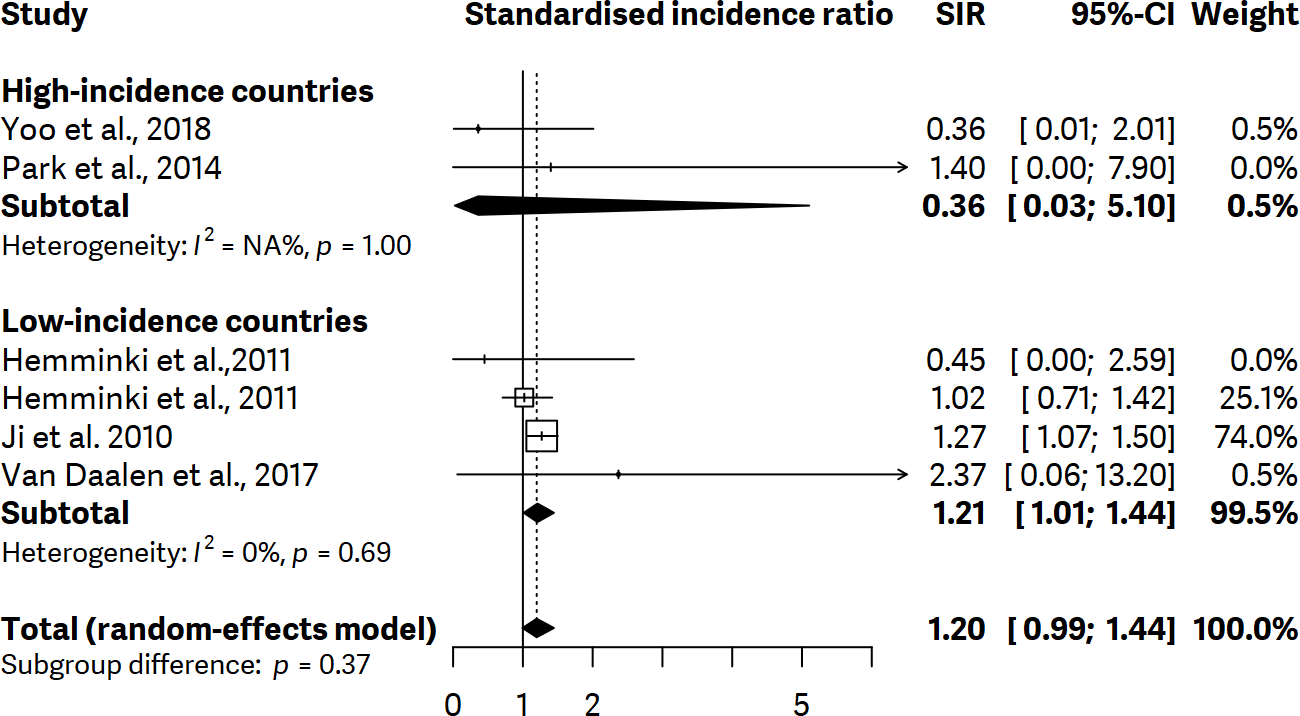 Study Standardised incidence ratio SIR 95%-CI Weight
High-incidence countries
Yoo et al., 2018 0.36 [ 0.01; 2.01] 0.5%
Park et al., 2014 1.40 [ 0.00; 7.90] 0.0%
Subtotal 0.36 [ 0.03; 5.10] 0.5%
Heterogeneity: I² = NA%, p = 1.00
Low-incidence countries
Hemminki et al.,2011 0.45 [ 0.00; 2.59] 0.0%
Hemminki et al., 2011 1.02 [ 0.71; 1.42] 25.1%
Ji et al. 2010 1.27 [ 1.07; 1.50] 74.0%
Van Daalen et al., 2017 2.37 [ 0.06; 13.20] 0.5%
Subtotal 1.21 [ 1.01; 1.44] 99.5%
Heterogeneity: I² = 0%, p = 0.69
Total (random-effects model) 1.20 [ 0.99; 1.44] 100.0%
Subgroup difference: p = 0.37
0 1 2 5